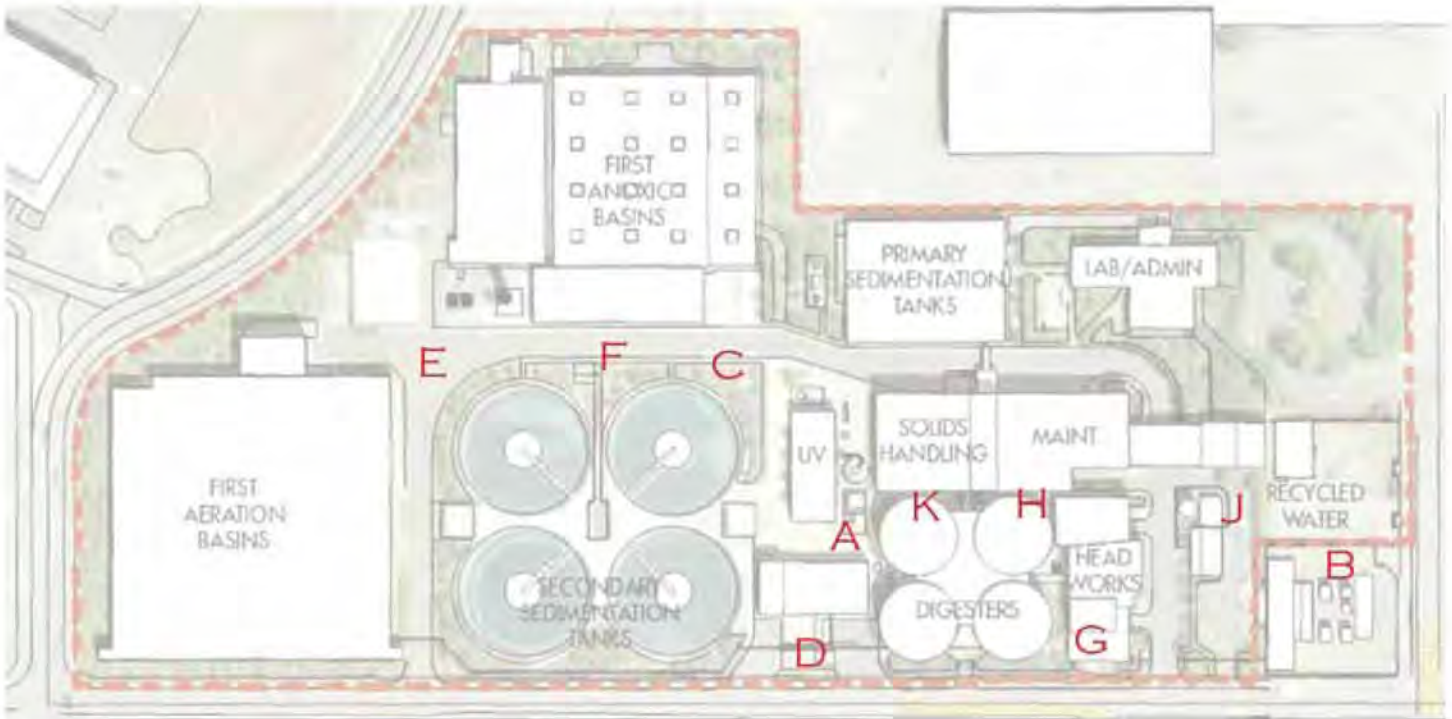 FIRST
ANOXIC
BASINS
PRIMARY
SEDIMENTATION
TANKS
LAB/ADMIN
E
F
C
SOLIDS
HANDLING
MAINT
UV
FIRST
AERATION
BASINS
K
H
J
RECYCLED
WATER
A
HEAD
WORKS
B
SECONDARY
SEDIMENTATION
TANKS
DIGESTERS
D
G